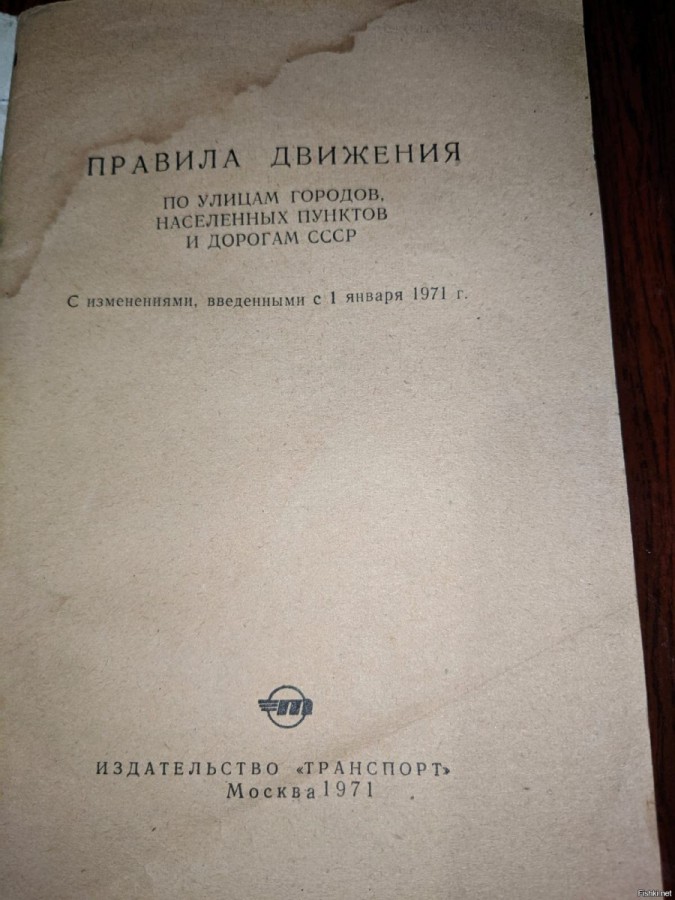 ПРАВИЛА ДВИЖЕНИЯ
ПО УЛИЦАМ ГОРОДОВ,
НАСЕЛЕННЫХ ПУНКТОВ
И ДОРОГАМ СССР
С изменениями, введенными с 1 января 1971 г.
т
ИЗДАТЕЛЬСТВО «ТРАНСПОРТ»
Москва 1971
Fishki.net